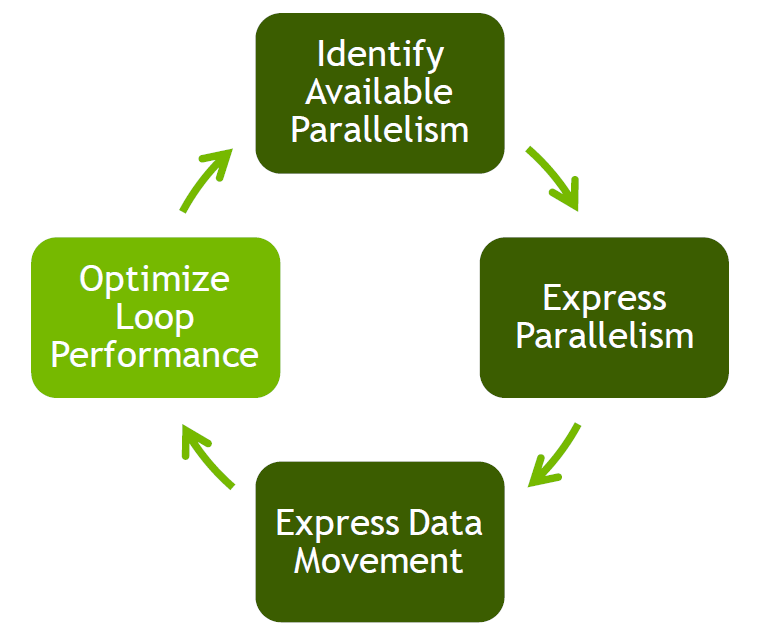 Identify
Available
Parallelism
Express
Parallelism
Express Data
Movement
Optimize
Loop
Performance